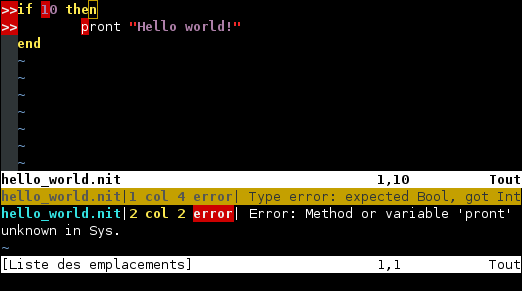 >>if 10 then
>>        pront "Hello world!"
  end
~
~
~
~
~
~
~
hello_world.nit                    1,10          Tout
hello_world.nit|1 col 4 error| Type error: expected Bool, got Int
hello_world.nit|2 col 2 error| Error: Method or variable 'pront'
unknown in Sys.
~
[Liste des emplacements]           1,1           Tout